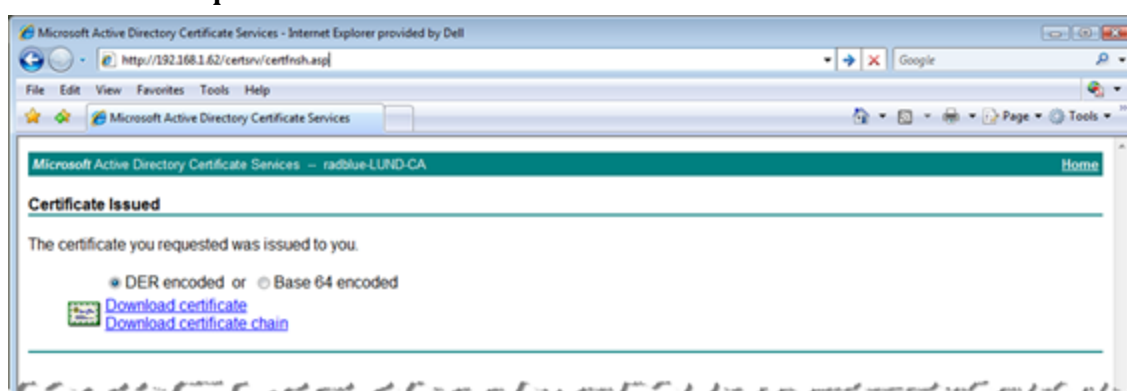 Microsoft Active Directory Certificate Services - Internet Explorer provided by Dell
http://192.168.1.62/certsrv/certfnsh.asp
Google
File Edit View Favorites Tools Help
Microsoft Active Directory Certificate Services
Page Tools
Microsoft Active Directory Certificate Services -- radblue-LUND-CA Home
Certificate Issued
The certificate you requested was issued to you.
DER encoded or Base 64 encoded
Download certificate
Download certificate chain